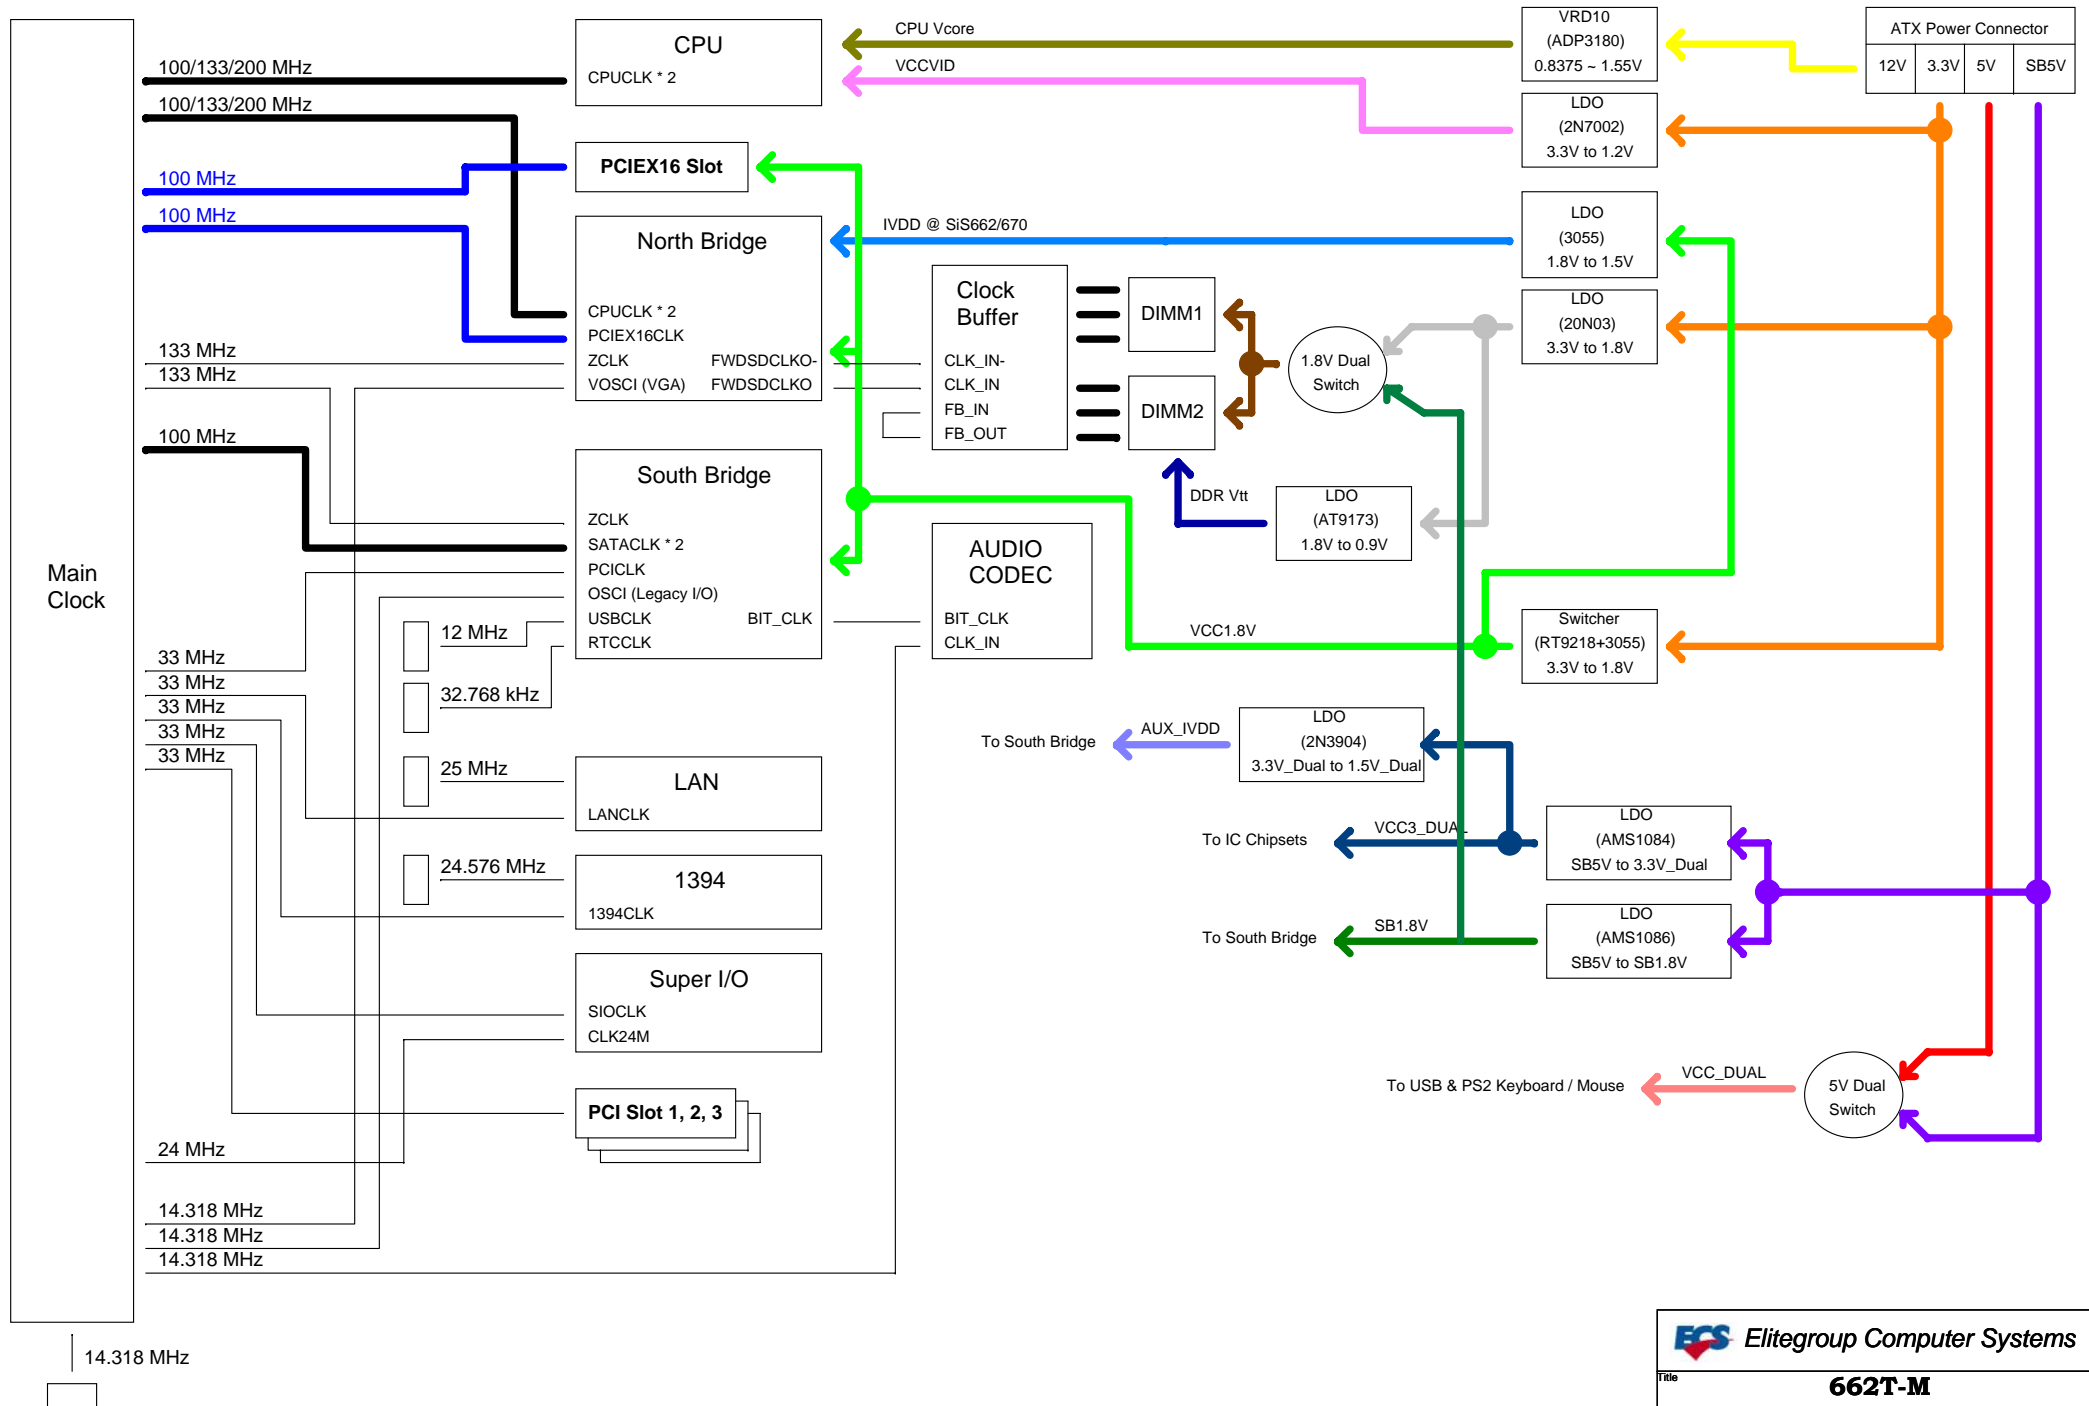 Main
Clock
100/133/200 MHz
100/133/200 MHz
100 MHz
100 MHz
133 MHz
133 MHz
100 MHz
33 MHz
33 MHz
33 MHz
33 MHz
33 MHz
24 MHz
14.318 MHz
14.318 MHz
14.318 MHz
14.318 MHz
12 MHz
32.768 kHz
25 MHz
24.576 MHz
CPU
CPUCLK * 2
PCIEX16 Slot
North Bridge
CPUCLK * 2
PCIEX16CLK
ZCLK
FWDSDCLKO-
VOSCI (VGA)
FWDSDCLKO
South Bridge
ZCLK
SATACLK * 2
PCICLK
OSCI (Legacy I/O)
USBCLK
BIT_CLK
RTCCLK
LAN
LANCLK
1394
1394CLK
Super I/O
SIOCLK
CLK24M
PCI Slot 1, 2, 3
Clock
Buffer
CLK_IN-
CLK_IN
FB_IN
FB_OUT
AUDIO
CODEC
BIT_CLK
CLK_IN
DIMM1
DIMM2
CPU Vcore
VCCVID
IVDD @ SiS662/670
1.8V Dual
Switch
DDR Vtt
LDO
(AT9173)
1.8V to 0.9V
VCC1.8V
VRD10
(ADP3180)
0.8375 ~ 1.55V
LDO
(2N7002)
3.3V to 1.2V
LDO
(3055)
1.8V to 1.5V
LDO
(20N03)
3.3V to 1.8V
Switcher
(RT9218+3055)
3.3V to 1.8V
ATX Power Connector
12V
3.3V
5V
SB5V
To South Bridge
AUX_IVDD
LDO
(2N3904)
3.3V_Dual to 1.5V_Dual
To IC Chipsets
VCC3_DUAL
LDO
(AMS1084)
SB5V to 3.3V_Dual
To South Bridge
SB1.8V
LDO
(AMS1086)
SB5V to SB1.8V
To USB & PS2 Keyboard / Mouse
VCC_DUAL
5V Dual
Switch
ECS Elitegroup Computer Systems
Title
662T-M